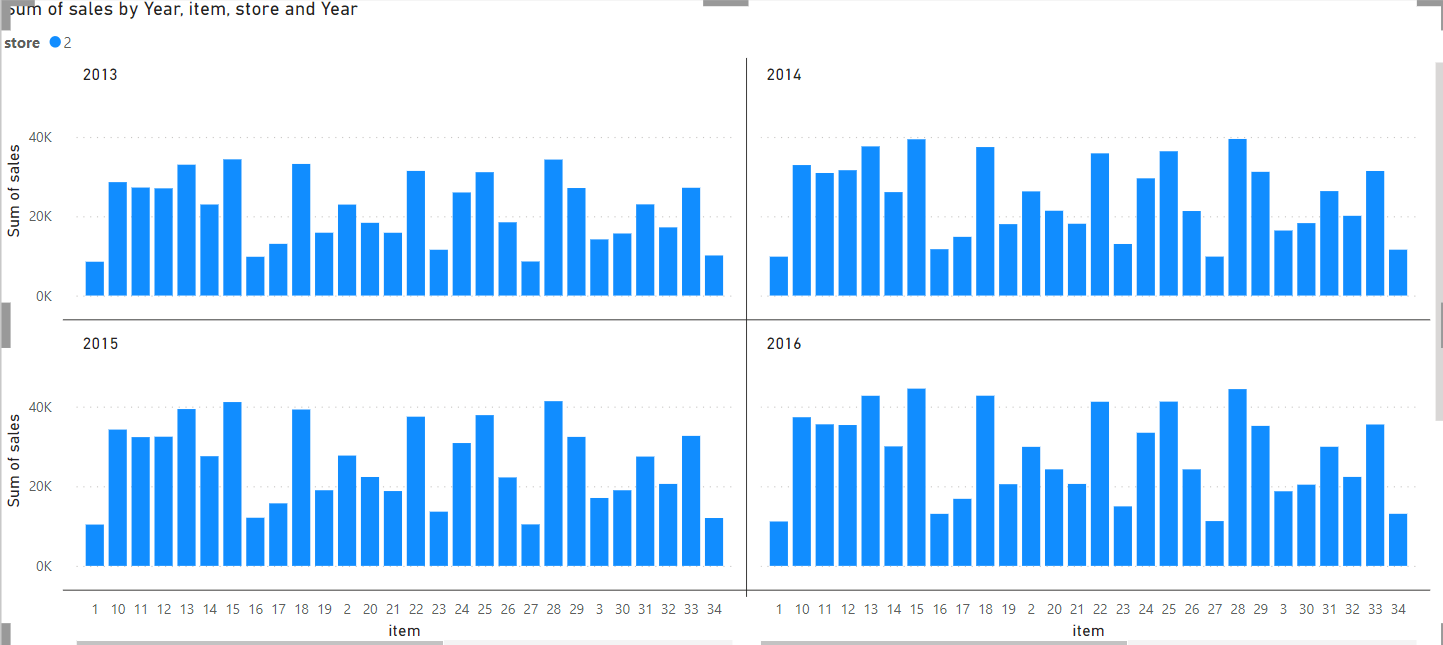 Sum of sales by Year, item, store and Year
store 2
2013
2014
Sum of sales
40K
20K
0K
2015
2016
Sum of sales
40K
20K
0K
1 10 11 12 13 14 15 16 17 18 19 2 20 21 22 23 24 25 26 27 28 29 3 30 31 32 33 34
1 10 11 12 13 14 15 16 17 18 19 2 20 21 22 23 24 25 26 27 28 29 3 30 31 32 33 34
item
item